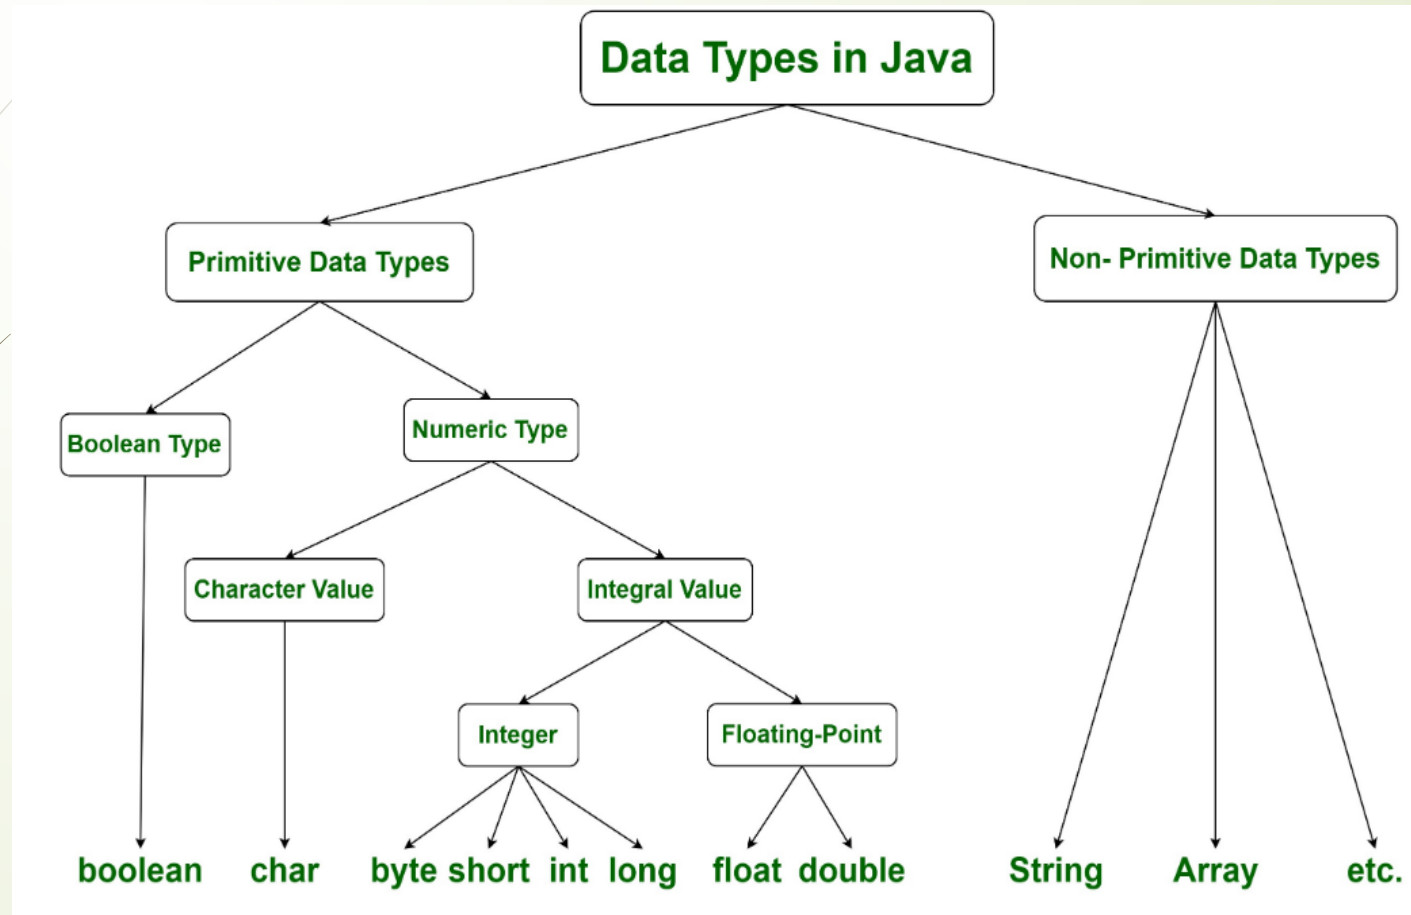 Data Types in Java
Primitive Data Types
Non- Primitive Data Types
Boolean Type
Numeric Type
Character Value
Integral Value
Integer
Floating-Point
boolean
char
byte
short
int
long
float
double
String
Array
etc.